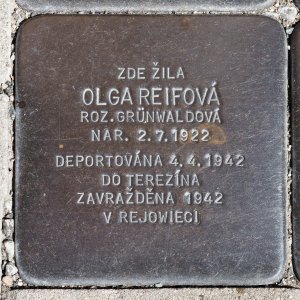 ZDE ŽILA
OLGA REIFOVÁ
ROZ. GRÜNWALDOVÁ
NAR. 2.7.1922
DEPORTOVÁNA 4.4.1942
DO TEREZÍNA
ZAVRAŽDĚNA 1942
V REJOWIECI